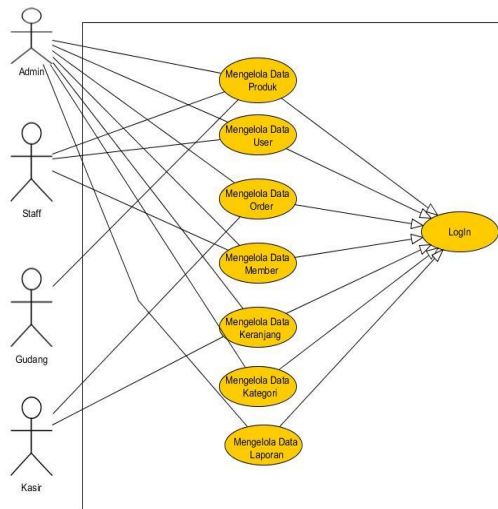 Admin
Staff
Gudang
Kasir
Mengelola Data
Produk
Mengelola Data
User
Mengelola Data
Order
Mengelola Data
Member
Mengelola Data
Keranjang
Mengelola Data
Kategori
Mengelola Data
Laporan
LogIn